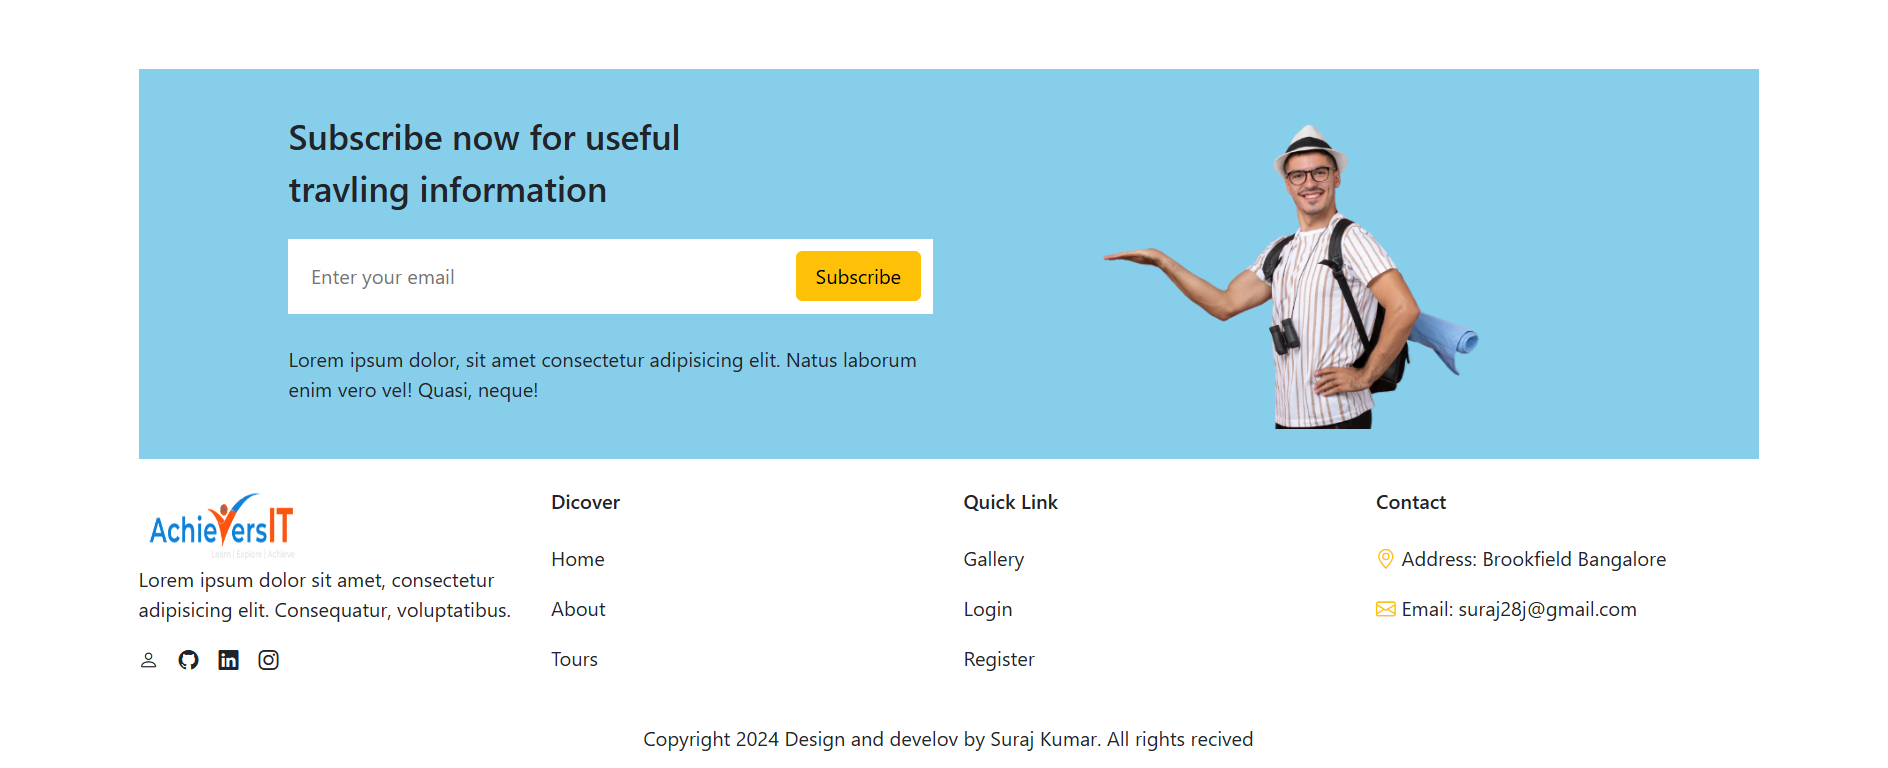 Subscribe now for useful
travling information
Enter your email
Subscribe
Lorem ipsum dolor, sit amet consectetur adipisicing elit. Natus laborum
enim vero vel! Quasi, neque!
AchieversIT
Learn | Explore | Achieve
Lorem ipsum dolor sit amet, consectetur
adipisicing elit. Consequatur, voluptatibus.
Dicover
Home
About
Tours
Quick Link
Gallery
Login
Register
Contact
Address: Brookfield Bangalore
Email: suraj28j@gmail.com
Copyright 2024 Design and develov by Suraj Kumar. All rights recived